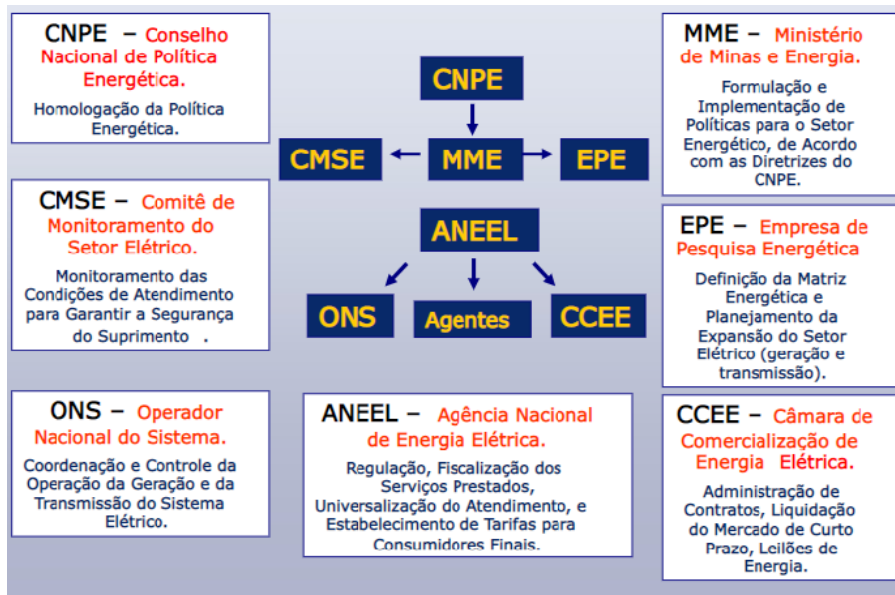 CNPE – Conselho
Nacional de Política
Energética.
Homologação da Política
Energética.
CMSE – Comitê de
Monitoramento do
Setor Elétrico.
Monitoramento das
Condições de Atendimento
para Garantir a Segurança
do Suprimento .
ONS – Operador
Nacional do Sistema.
Coordenação e Controle da
Operação da Geração e da
Transmissão do Sistema
Elétrico.
CNPE
CMSE MME EPE
ANEEL
ONS Agentes CCEE
ANEEL – Agência Nacional
de Energia Elétrica.
Regulação, Fiscalização dos
Serviços Prestados,
Universalização do Atendimento, e
Estabelecimento de Tarifas para
Consumidores Finais.
MME – Ministério
de Minas e Energia.
Formulação e
Implementação de
Políticas para o Setor
Energético, de Acordo
com as Diretrizes do
CNPE.
EPE – Empresa de
Pesquisa Energética
Definição da Matriz
Energética e
Planejamento da
Expansão do Setor
Elétrico (geração e
transmissão).
CCEE – Câmara de
Comercialização de
Energia Elétrica.
Administração de
Contratos, Liquidação
do Mercado de Curto
Prazo, Leilões de
Energia.